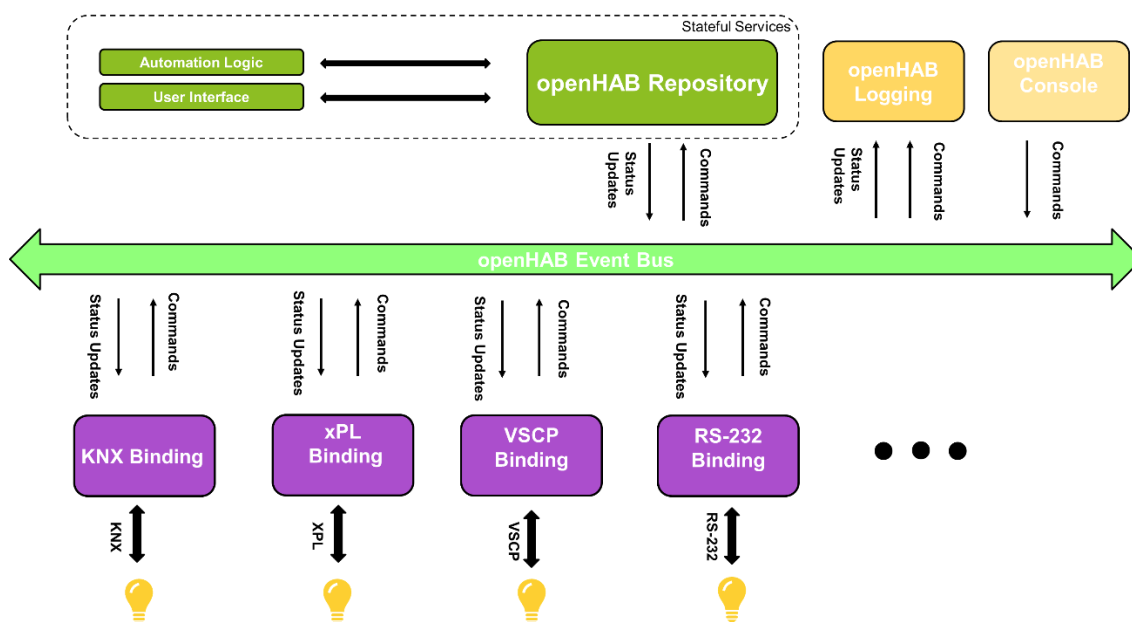 Stateful Services
Automation Logic
User Interface
openHAB Repository
openHAB
Logging
openHAB
Console
Status
Updates
Commands
Status
Updates
Commands
Commands
openHAB Event Bus
Status Updates
Commands
Status Updates
Commands
Status Updates
Commands
Status Updates
Commands
KNX Binding
xPL
Binding
VSCP
Binding
RS-232
Binding
KNX
XPL
VSCP
RS-232